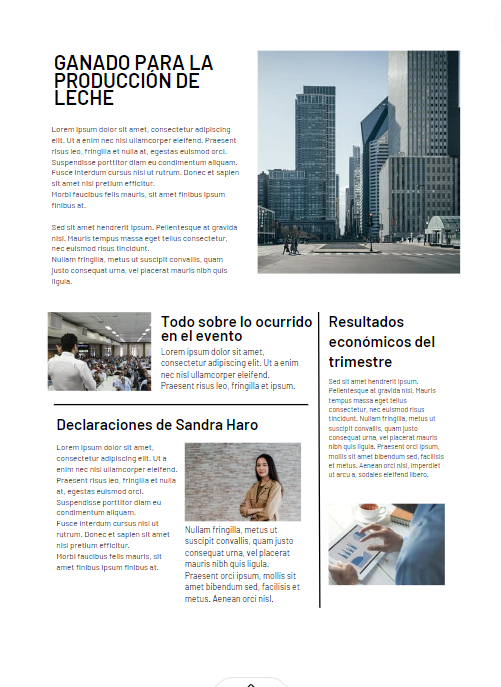 GANADO PARA LA
PRODUCCIÓN DE
LECHE
Lorem ipsum dolor sit amet, consectetur adipiscing
elit. Ut a enim nec nisl ullamcorper eleifend. Praesent
risus leo, fringilla et nulla at, egestas euismod orci.
Suspendisse porttitor diam eu condimentum aliquam.
Fusce interdum cursus nisi ut rutrum. Donec et sapien
sit amet nisi pretium efficitur.
Morbi faucibus felis mauris, sit amet finibus ipsum
finibus at.
Sed sit amet hendrerit ipsum. Pellentesque at gravida
nisl. Mauris tempus massa eget tellus consectetur,
nec euismod risus tincidunt.
Nullam fringilla, metus ut suscipit convallis, quam
justo consequat urna, vel placerat mauris nibh quis
ligula.
Todo sobre lo ocurrido
en el evento
Lorem ipsum dolor sit amet,
consectetur adipiscing elit. Ut a enim
nec nisl ullamcorper eleifend.
Praesent risus leo, fringilla et ipsum.
Declaraciones de Sandra Haro
Lorem ipsum dolor sit amet,
consectetur adipiscing elit. Ut a
enim nec nisl ullamcorper eleifend.
Praesent risus leo, fringilla et nulla
at, egestas euismod orci.
Suspendisse porttitor diam eu
condimentum aliquam.
Fusce interdum cursus nisi ut
rutrum. Donec et sapien sit amet
nisi pretium efficitur.
Morbi faucibus felis mauris, sit
amet finibus ipsum finibus at.
Nullam fringilla, metus ut
suscipit convallis, quam justo
consequat urna, vel placerat
mauris nibh quis ligula.
Praesent orci ipsum, mollis sit
amet bibendum sed, facilisis et
metus. Aenean orci nisl.
Resultados
económicos del
trimestre
Sed sit amet hendrerit ipsum.
Pellentesque at gravida nisl. Mauris
tempus massa eget tellus
consectetur, nec euismod risus
tincidunt. Nullam fringilla, metus ut
suscipit convallis, quam justo
consequat urna, vel placerat mauris
nibh quis ligula. Praesent orci ipsum,
mollis sit amet bibendum sed, facilisis
et metus. Aenean orci nisl, imperdiet
ut arcu a, sodales eleifend libero.